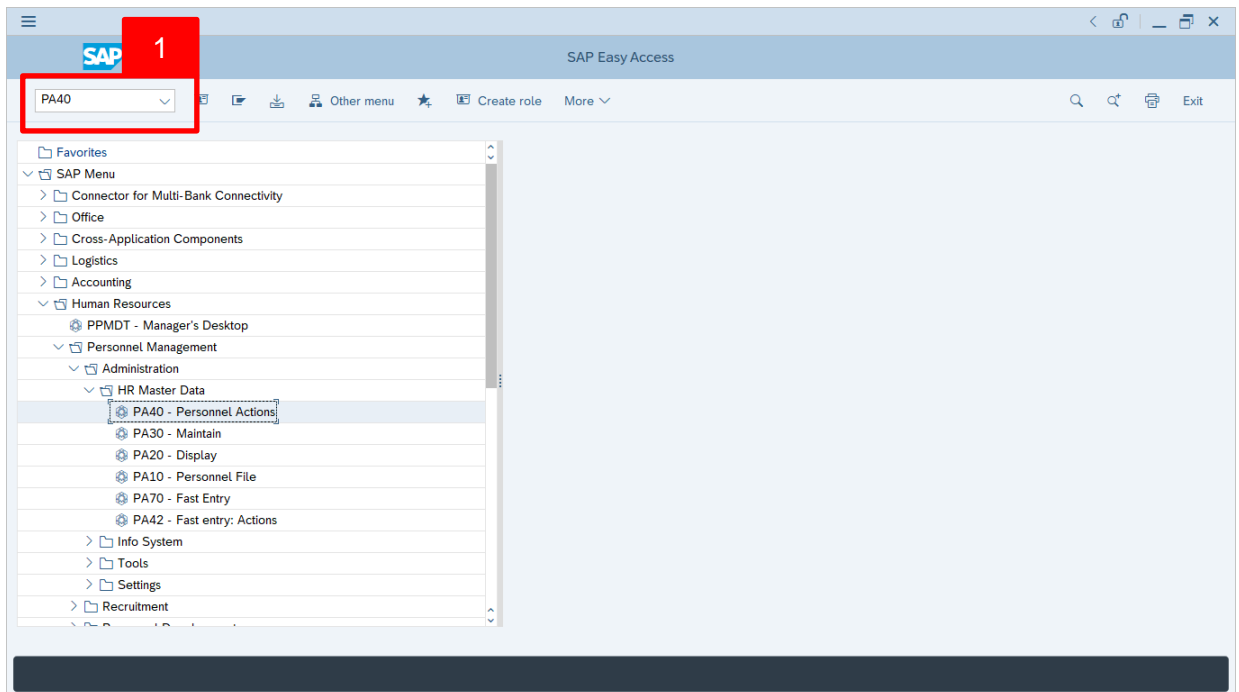 1
SAP
SAP Easy Access
PA40
Other menu
Create role
More
Exit
Favorites
SAP Menu
Connector for Multi-Bank Connectivity
Office
Cross-Application Components
Logistics
Accounting
Human Resources
PPMDT - Manager's Desktop
Personnel Management
Administration
HR Master Data
PA40 - Personnel Actions
PA30 - Maintain
PA20 - Display
PA10 - Personnel File
PA70 - Fast Entry
PA42 - Fast entry: Actions
Info System
Tools
Settings
Recruitment